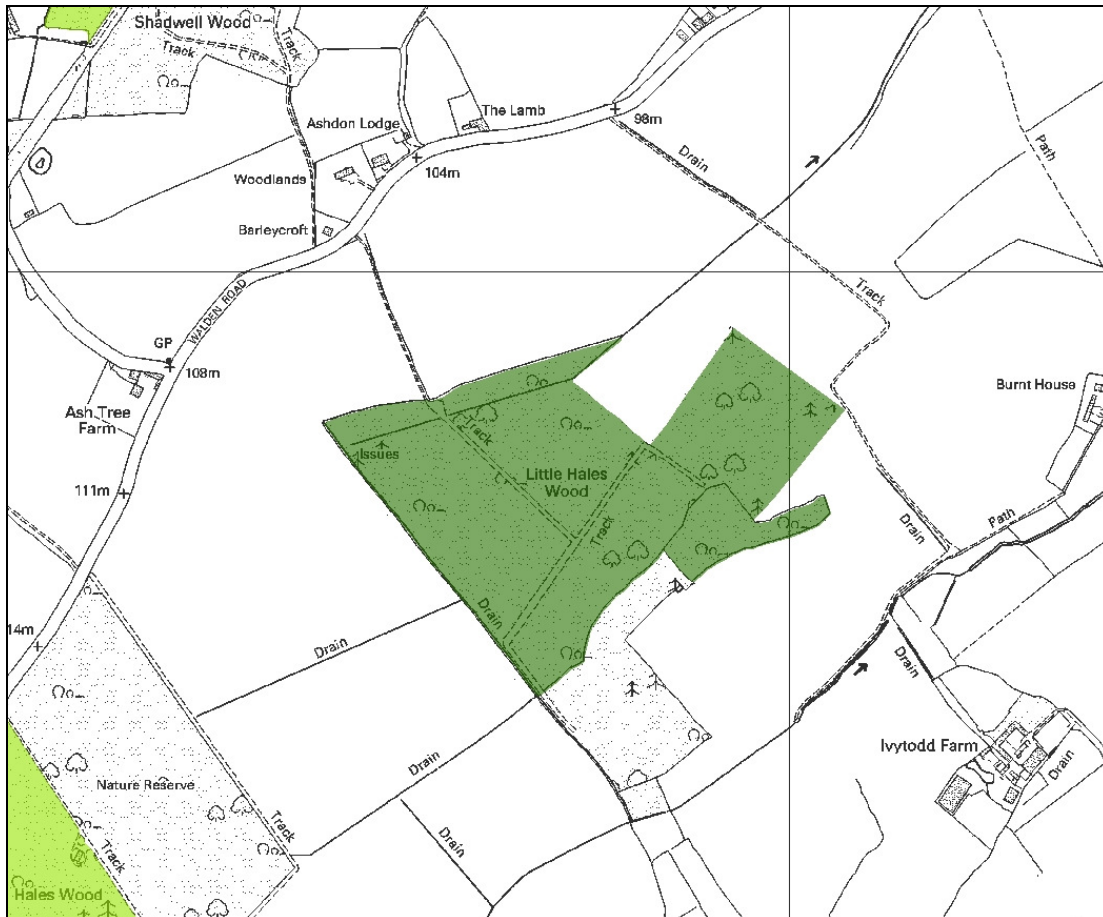 Shadwell Wood
Track
Track
The Lamb
98m
Ashdon Lodge
104m
Drain
Path
Woodlands
Barleycroft
Track
WALDEN ROAD
GP
108m
Ash Tree
Farm
Burnt House
Track
Issues
Little Hales
Wood
111m
Track
Path
Drain
Drain
14m
Drain
Drain
Ivytodd Farm
Drain
Drain
Nature Reserve
Track
Drain
Track
Hales Wood